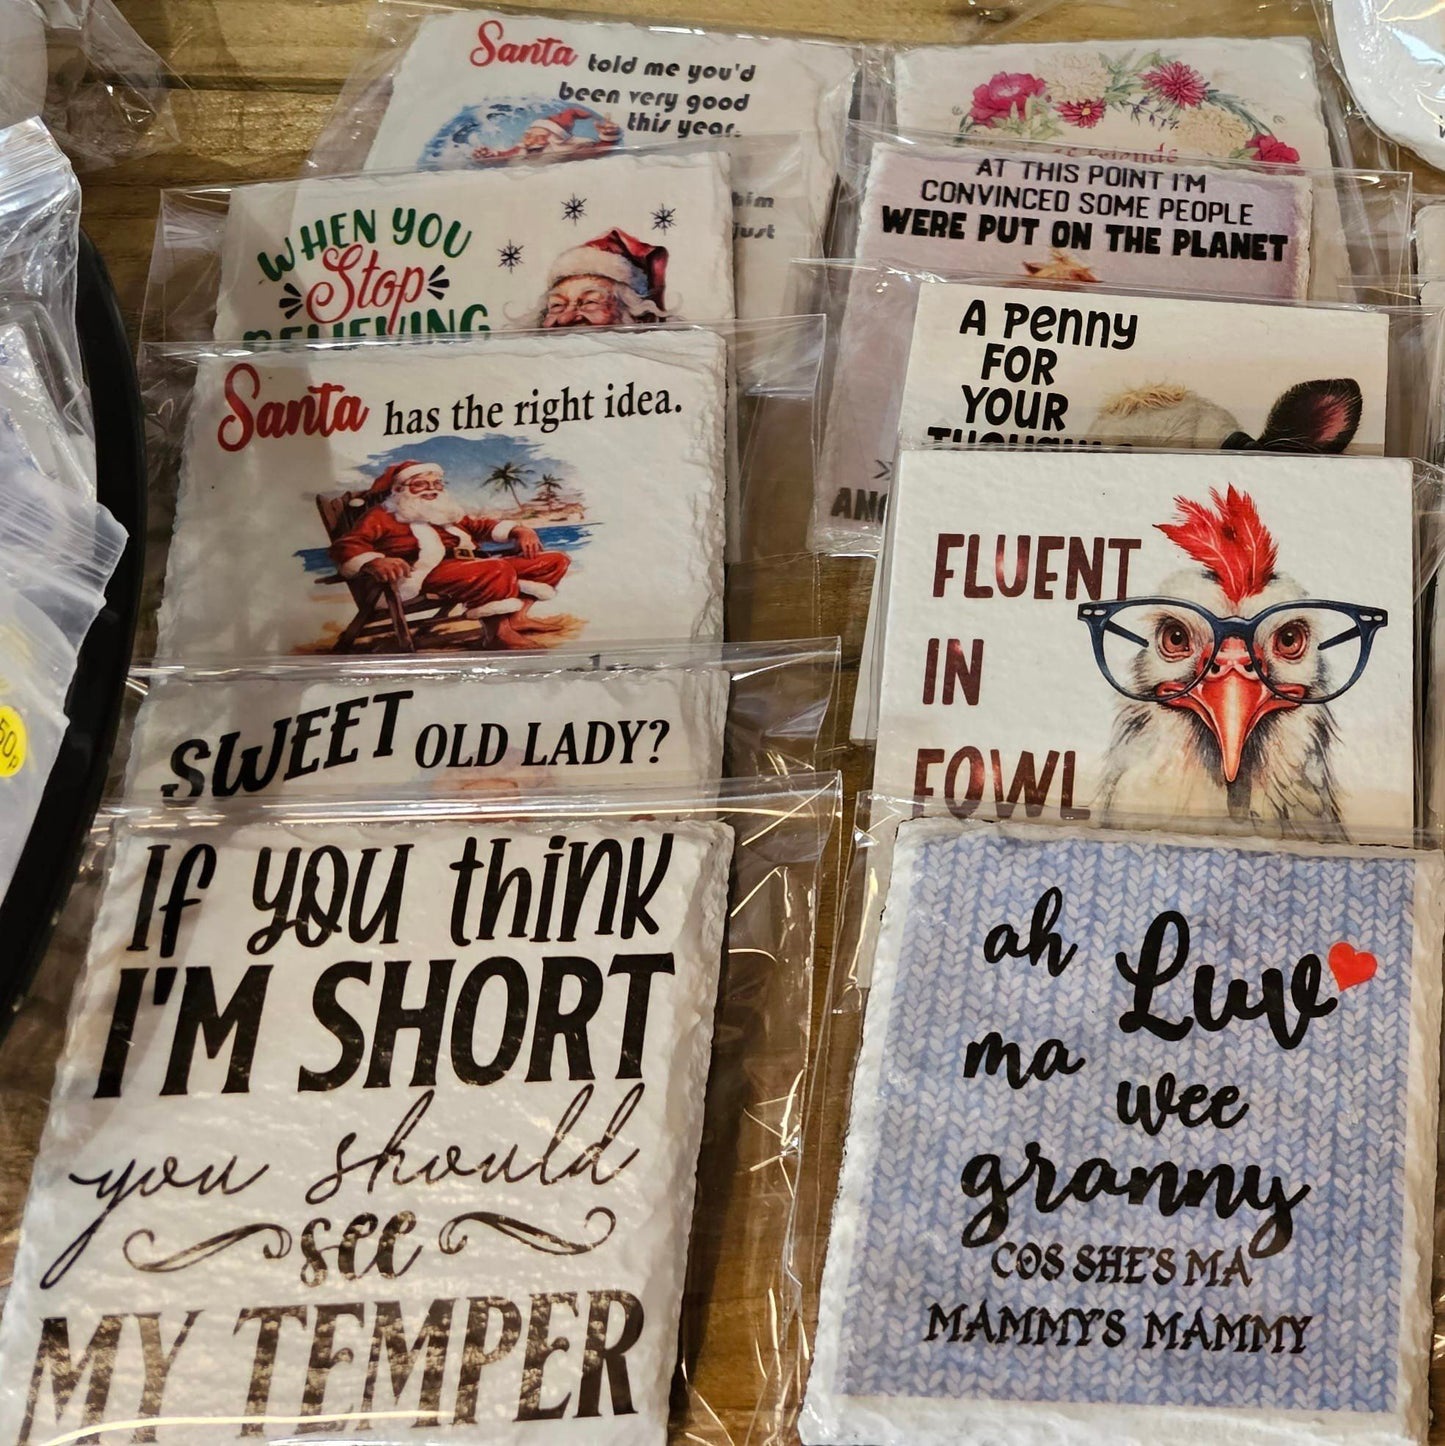 Santa told me you'd
been very good
this year.
him
just
friends
WHEN YOU
Stop
BELIEVING
AT THIS POINT I'M
CONVINCED SOME PEOPLE
WERE PUT ON THE PLANET
Santa has the right idea.
A Penny
FOR
YOUR
SWEET OLD LADY?
FLUENT
IN
FOWL
If you think
I'M SHORT
you should
see
MY TEMPER
ah Luv
ma wee
granny
COS SHE'S MA
MAMMY'S MAMMY
50p